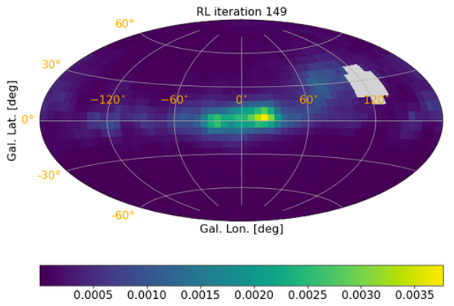 RL iteration 149
60°
30°
−120° −60° 0° 60° 120°
0°
Gal. Lat. [deg]
-30°
-60°
Gal. Lon. [deg]
0.0005 0.0010 0.0015 0.0020 0.0025 0.0030 0.0035